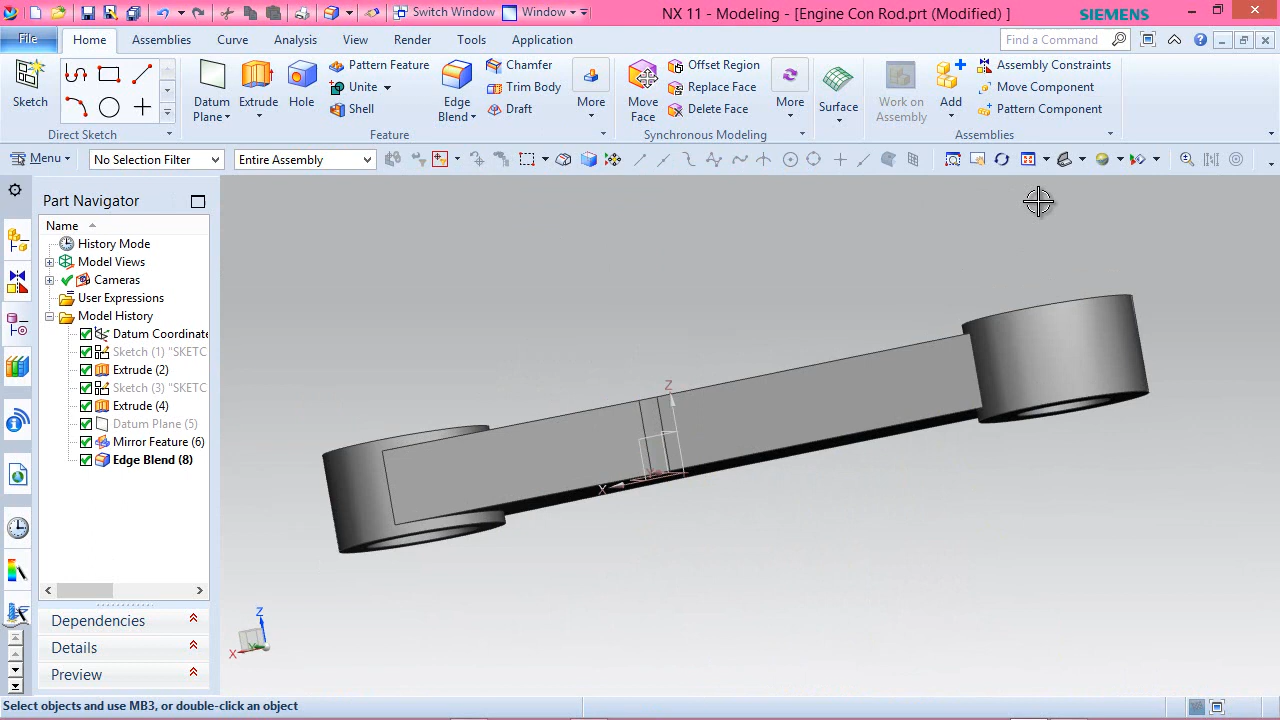 Switch Window Window NX 11 - Modeling - [Engine Con Rod.prt (Modified) ] SIEMENS
File Home Assemblies Curve Analysis View Render Tools Application Find a Command
Sketch
Direct Sketch
Datum Plane
Extrude
Hole
Pattern Feature
Unite
Shell
Edge Blend
Chamfer
Trim Body
Draft
More
Feature
Move Face
Offset Region
Replace Face
Delete Face
More
Synchronous Modeling
Surface
Work on Assembly
Add
Assembly Constraints
Move Component
Pattern Component
Assemblies
Menu No Selection Filter Entire Assembly
Part Navigator
Name
History Mode
Model Views
Cameras
User Expressions
Model History
Datum Coordinate
Sketch (1) "SKETC
Extrude (2)
Sketch (3) "SKETC
Extrude (4)
Datum Plane (5)
Mirror Feature (6)
Edge Blend (8)
Dependencies
Details
Preview
Z
X
Z
X
Select objects and use MB3, or double-click an object